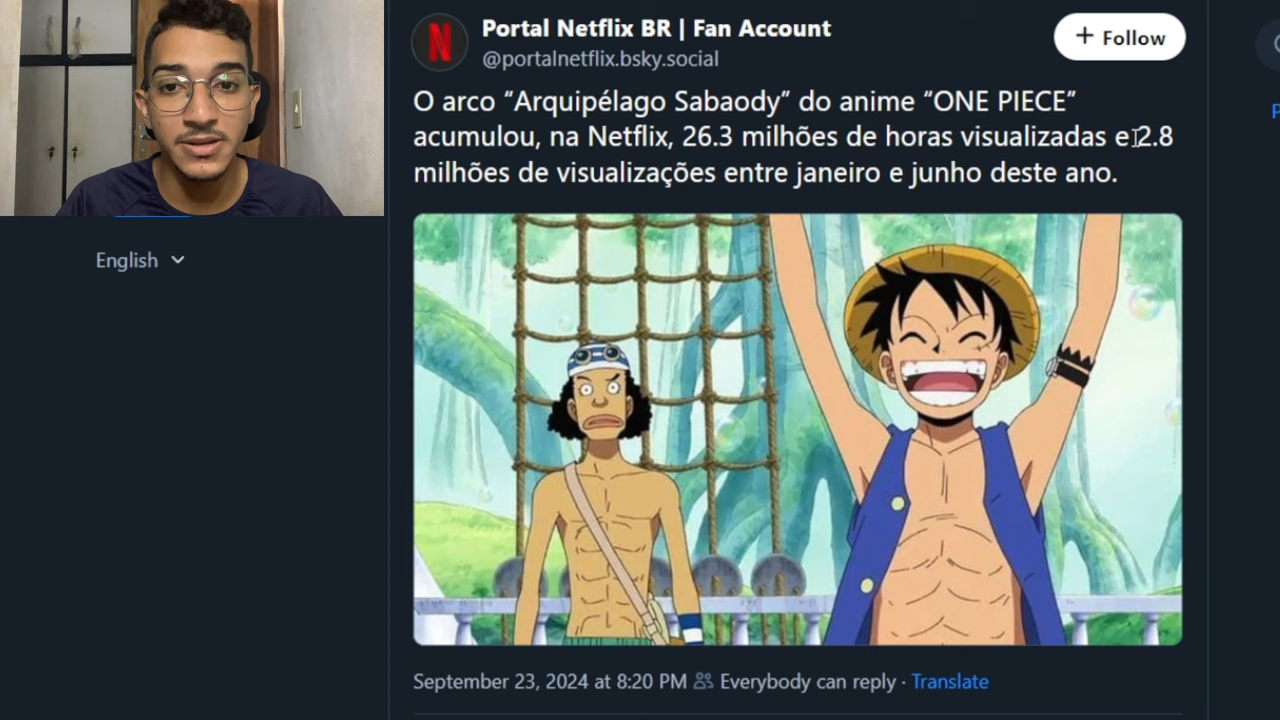 Portal Netflix BR | Fan Account
@portalnetflix.bsky.social
+ Follow
O arco “Arquipélago Sabaody” do anime “ONE PIECE”
acumulou, na Netflix, 26.3 milhões de horas visualizadas e 2.8
milhões de visualizações entre janeiro e junho deste ano.
English
September 23, 2024 at 8:20 PM Everybody can reply · Translate